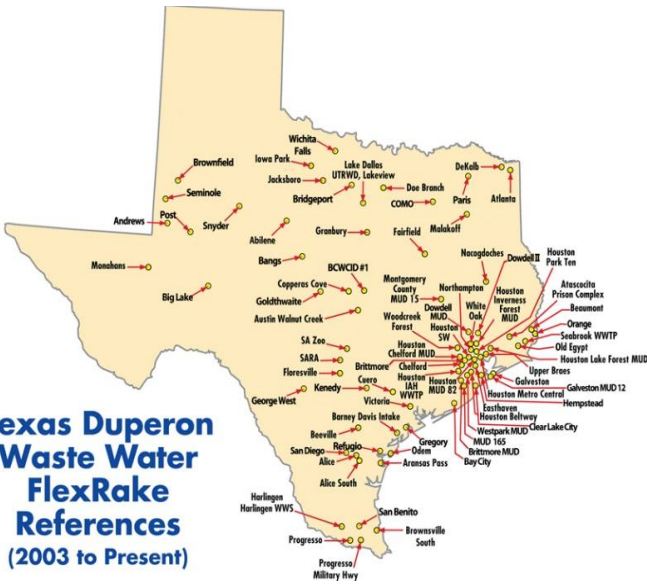 Wichita
Falls
Iowa Park
Lake Dallas
UTRWD, Lakeview
Jacksboro
Bridgeport
Doe Branch
DeKalb
Paris
Atlanta
COMO
Brownfield
Seminole
Andrews
Post
Snyder
Abilene
Granbury
Fairfield
Malakoff
Monahans
Big Lake
Bangs
BCWCID #1
Copperas Cove
Goldthwaite
Austin Walnut Creek
Nacogdoches
Dowdell II
Houston
Park Ten
Montgomery
County
MUD 15
Northampton
Houston
Inverness
Forest
MUD
Atascocita
Prison Complex
Dowdell
MUD
White
Oak
Beaumont
Orange
Woodcreek
Forest
Houston
SW
Seabrook WWTP
Old Egypt
Houston Lake Forest MUD
SA Zoo
SARA
Floresville
Houston
Chelford MUD
Brittmore
Chelford
Houston
IAH
WWTP
Houston
MUD 82
Upper Broes
Galveston
Galveston MUD 12
Houston Metro Central
Hempstead
Easthaven
Houston Beltway
Clear Lake City
Westpark MUD
MUD 165
Brittmore MUD
Bay City
George West
Kenedy
Cuero
Victoria
Barney Davis Intake
Beeville
Gregory
San Diego
Refugio
Odem
Alice
Aransas Pass
Alice South
Harlingen
Harlingen WWS
San Benito
Progresso
Brownsville
South
Progresso
Military Hwy
exas Duperon
Waste Water
FlexRake
References
(2003 to Present)